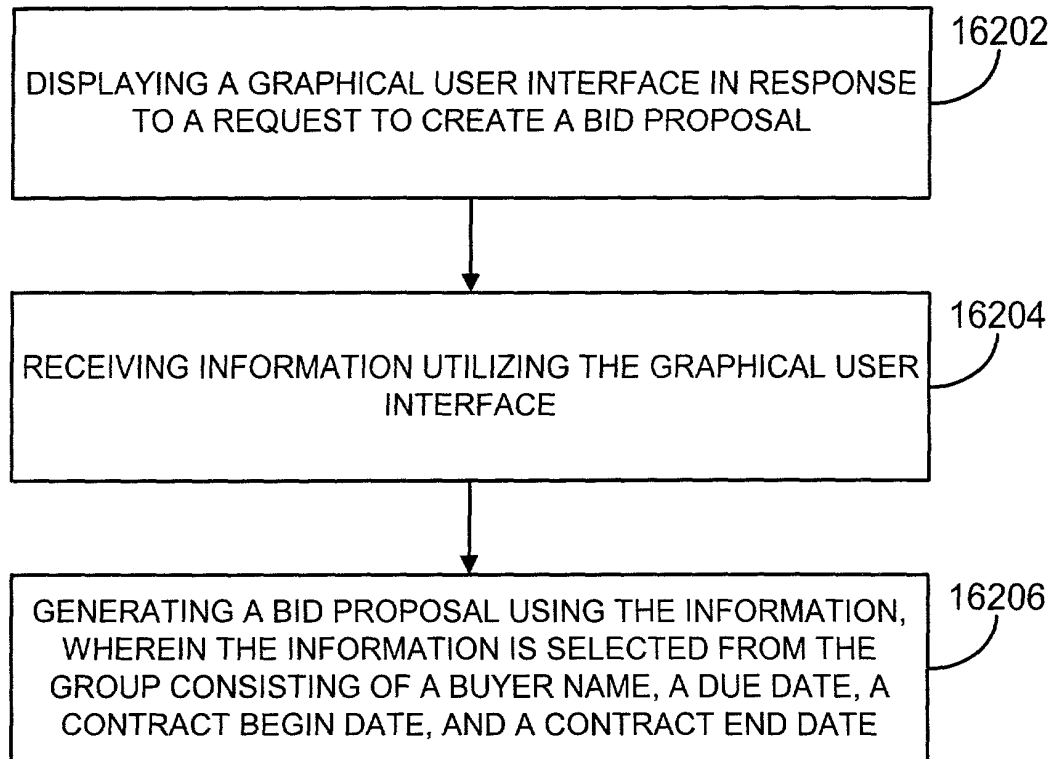 16202
DISPLAYING A GRAPHICAL USER INTERFACE IN RESPONSE
TO A REQUEST TO CREATE A BID PROPOSAL
16204
RECEIVING INFORMATION UTILIZING THE GRAPHICAL USER
INTERFACE
16206
GENERATING A BID PROPOSAL USING THE INFORMATION,
WHEREIN THE INFORMATION IS SELECTED FROM THE
GROUP CONSISTING OF A BUYER NAME, A DUE DATE, A
CONTRACT BEGIN DATE, AND A CONTRACT END DATE